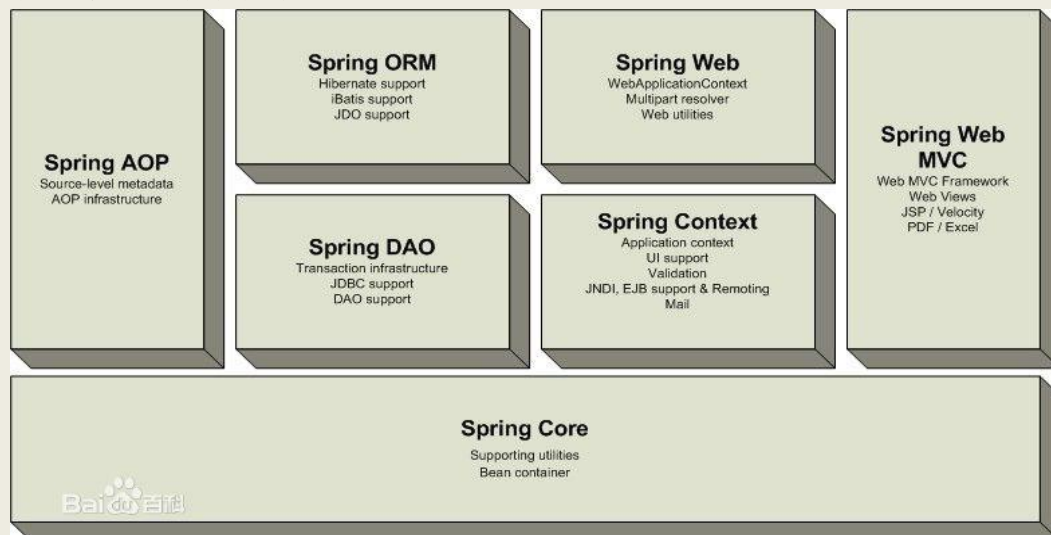 Spring AOP
Source-level metadata
AOP infrastructure
Spring ORM
Hibernate support
iBatis support
JDO support
Spring Web
WebApplicationContext
Multipart resolver
Web utilities
Spring Web
MVC
Web MVC Framework
Web Views
JSP / Velocity
PDF / Excel
Spring DAO
Transaction infrastructure
JDBC support
DAO support
Spring Context
Application context
UI support
Validation
JNDI, EJB support & Remoting
Mail
Spring Core
Supporting utilities
Bean container
Bai du 百科